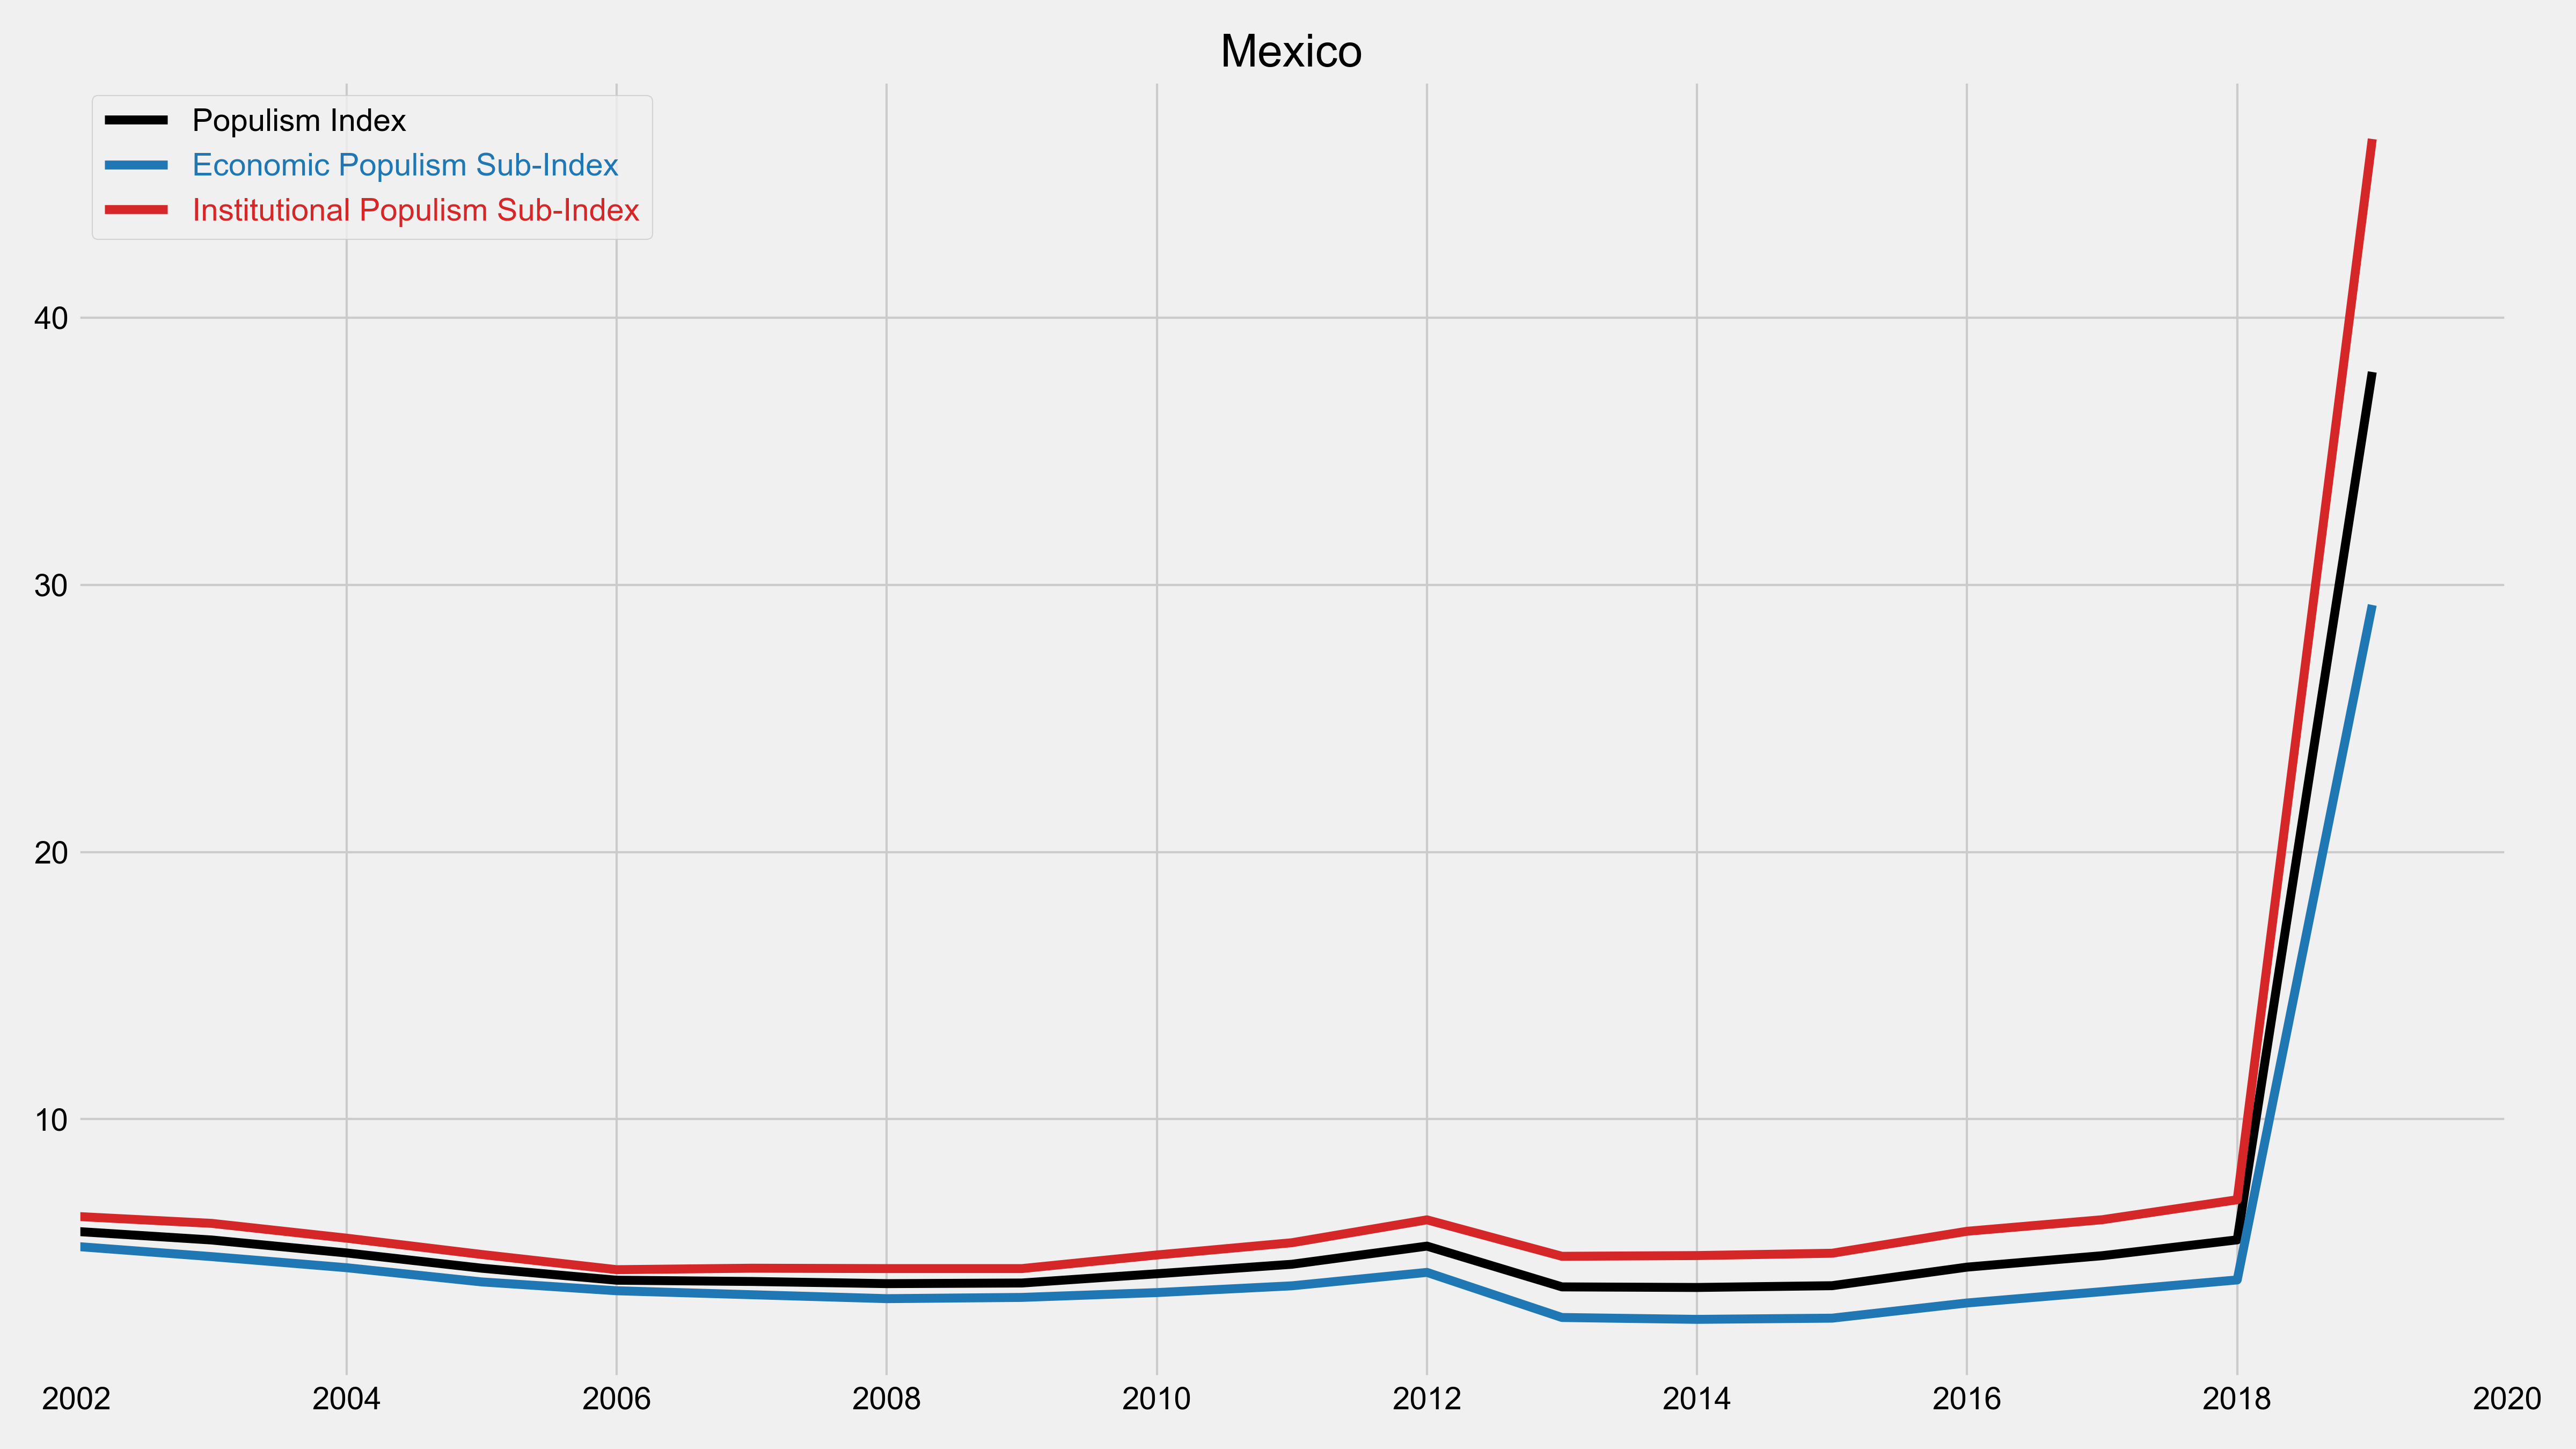 Mexico
Populism Index
Economic Populism Sub-Index
Institutional Populism Sub-Index
40
30
20
10
2002 2004 2006 2008 2010 2012 2014 2016 2018 2020